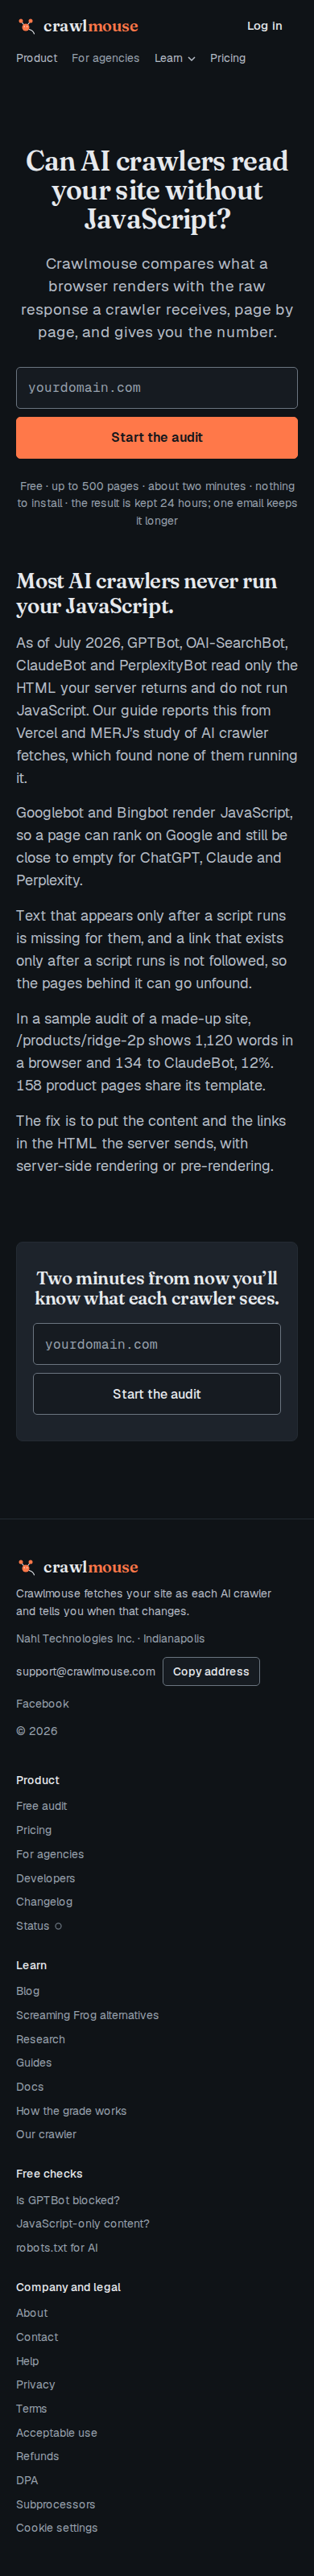 crawlmouse
Log in
Product
For agencies
Learn
Pricing
Can AI crawlers read
your site without
JavaScript?
Crawlmouse compares what a
browser renders with the raw
response a crawler receives, page by
page, and gives you the number.
yourdomain.com
Start the audit
Free · up to 500 pages · about two minutes · nothing
to install · the result is kept 24 hours; one email keeps
it longer
Most AI crawlers never run
your JavaScript.
As of July 2026, GPTBot, OAI-SearchBot,
ClaudeBot and PerplexityBot read only the
HTML your server returns and do not run
JavaScript. Our guide reports this from
Vercel and MERJ’s study of AI crawler
fetches, which found none of them running
it.
Googlebot and Bingbot render JavaScript,
so a page can rank on Google and still be
close to empty for ChatGPT, Claude and
Perplexity.
Text that appears only after a script runs
is missing for them, and a link that exists
only after a script runs is not followed, so
the pages behind it can go unfound.
In a sample audit of a made-up site,
/products/ridge-2p shows 1,120 words in
a browser and 134 to ClaudeBot, 12%.
158 product pages share its template.
The fix is to put the content and the links
in the HTML the server sends, with
server-side rendering or pre-rendering.
Two minutes from now you’ll
know what each crawler sees.
yourdomain.com
Start the audit
crawlmouse
Crawlmouse fetches your site as each AI crawler
and tells you when that changes.
Nahl Technologies Inc. · Indianapolis
support@crawlmouse.com
Copy address
Facebook
© 2026
Product
Free audit
Pricing
For agencies
Developers
Changelog
Status
Learn
Blog
Screaming Frog alternatives
Research
Guides
Docs
How the grade works
Our crawler
Free checks
Is GPTBot blocked?
JavaScript-only content?
robots.txt for AI
Company and legal
About
Contact
Help
Privacy
Terms
Acceptable use
Refunds
DPA
Subprocessors
Cookie settings